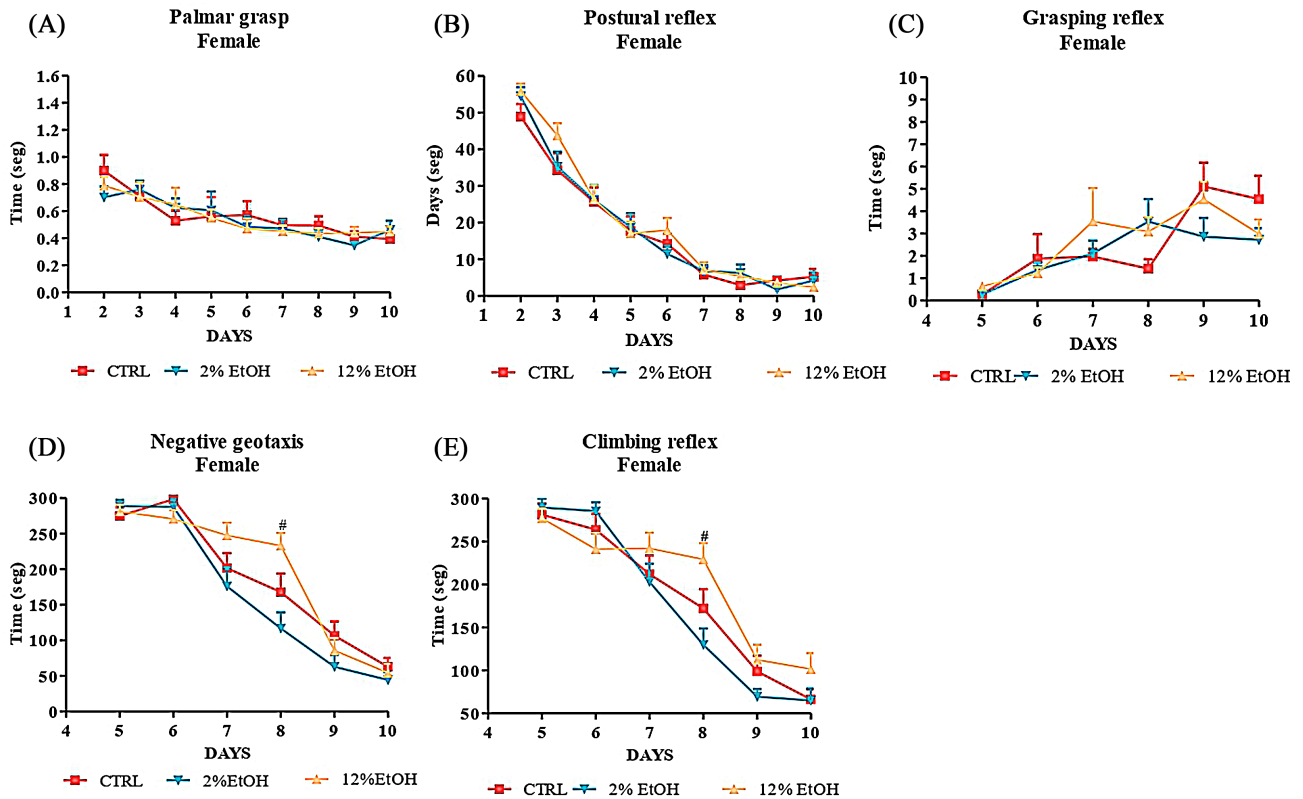 (A)
Palmar grasp
Female
Time (seg)
1.6
1.4
1.2
1.0
0.8
0.6
0.4
0.2
0.0
1 2 3 4 5 6 7 8 9 10
DAYS
CTRL 2% EtOH 12% EtOH
(B)
Postural reflex
Female
Days (seg)
60
50
40
30
20
10
0
1 2 3 4 5 6 7 8 9 10
DAYS
CTRL 2% EtOH 12% EtOH
(C)
Grasping reflex
Female
Time (seg)
10
9
8
7
6
5
4
3
2
1
0
4 5 6 7 8 9 10
DAYS
CTRL 2% EtOH 12% EtOH
(D)
Negative geotaxis
Female
Time (seg)
300
250
200
150
100
50
0
#
4 5 6 7 8 9 10
DAYS
CTRL 2%EtOH 12%EtOH
(E)
Climbing reflex
Female
Time (seg)
300
250
200
150
100
50
#
4 5 6 7 8 9 10
DAYS
CTRL 2% EtOH 12% EtOH